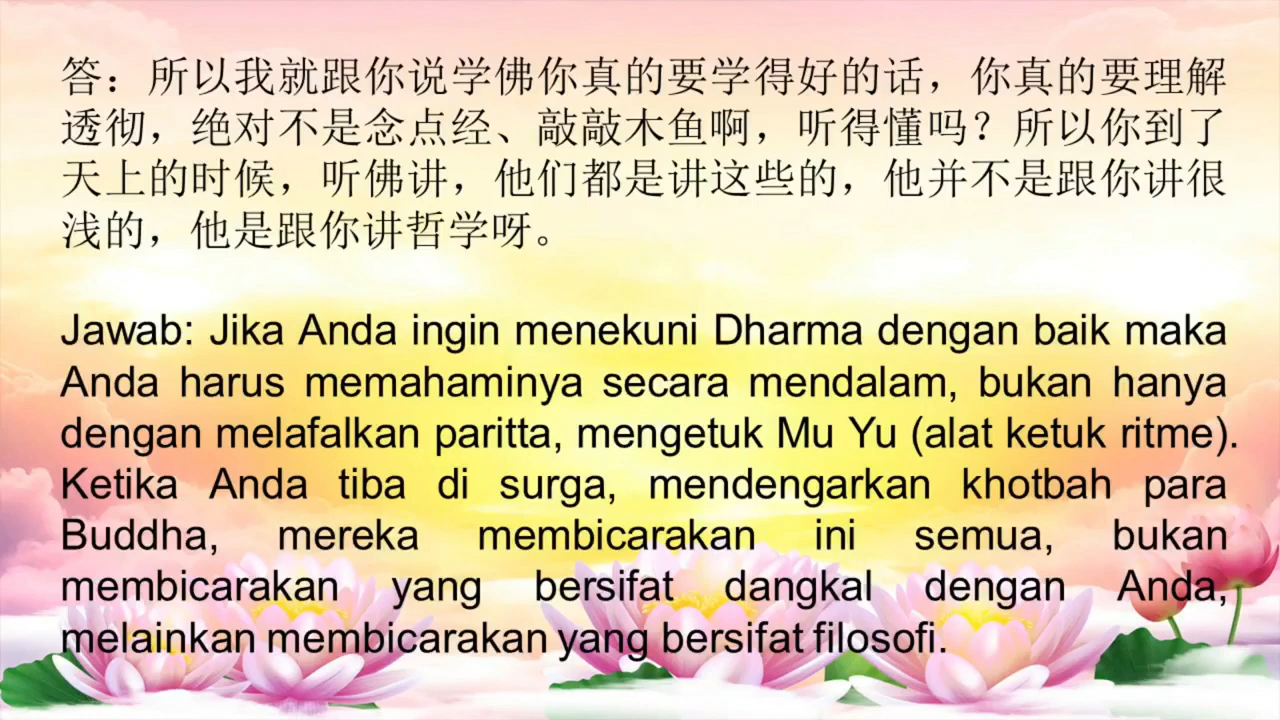 答：所以我就跟你说学佛你真的要学得好的话，你真的要理解
透彻，绝对不是念点经、敲敲木鱼啊，听得懂吗？所以你到了
天上的时候，听佛讲，他们都是讲这些的，他并不是跟你讲很
浅的，他是跟你讲哲学呀。
Jawab: Jika Anda ingin menekuni Dharma dengan baik maka
Anda harus memahaminya secara mendalam, bukan hanya
dengan melafalkan paritta, mengetuk Mu Yu (alat ketuk ritme).
Ketika Anda tiba di surga, mendengarkan khotbah para
Buddha, mereka membicarakan ini semua, bukan
membicarakan yang bersifat dangkal dengan Anda,
melainkan membicarakan yang bersifat filosofi.